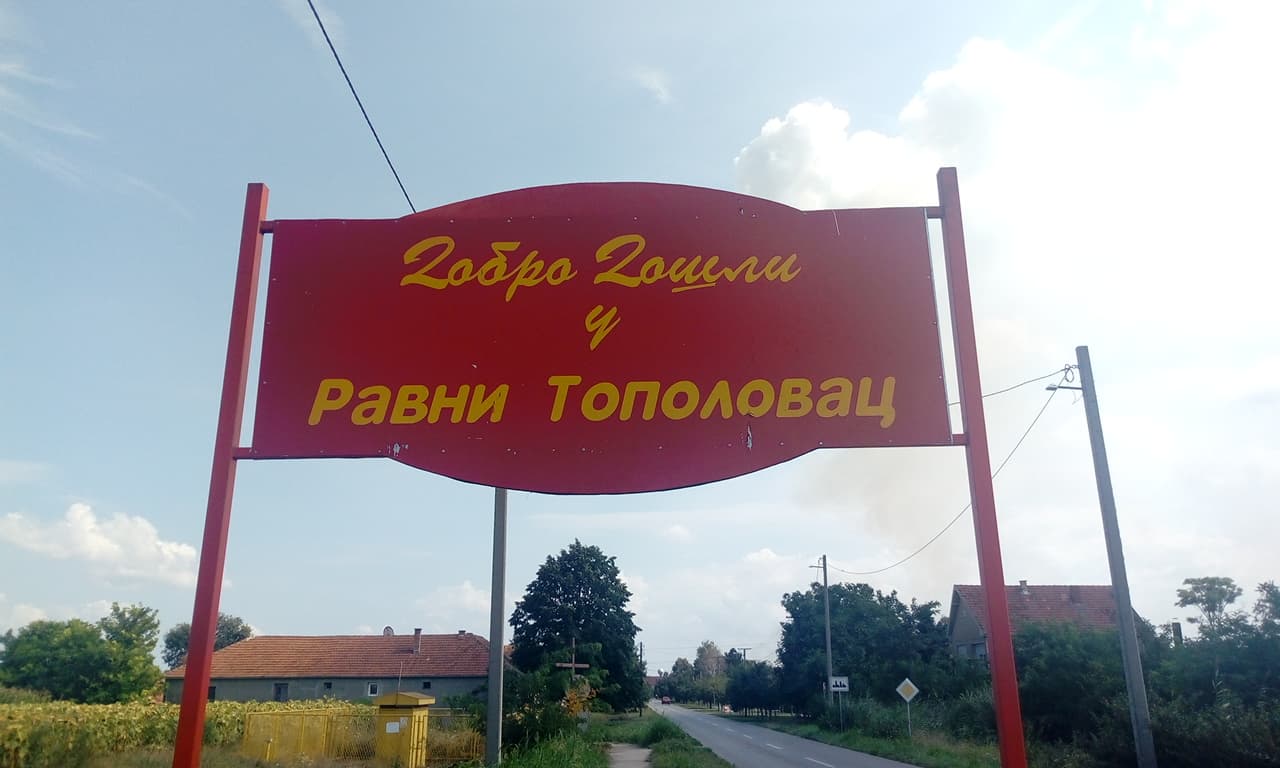 Добро Дошли
у
Равни Тополовац